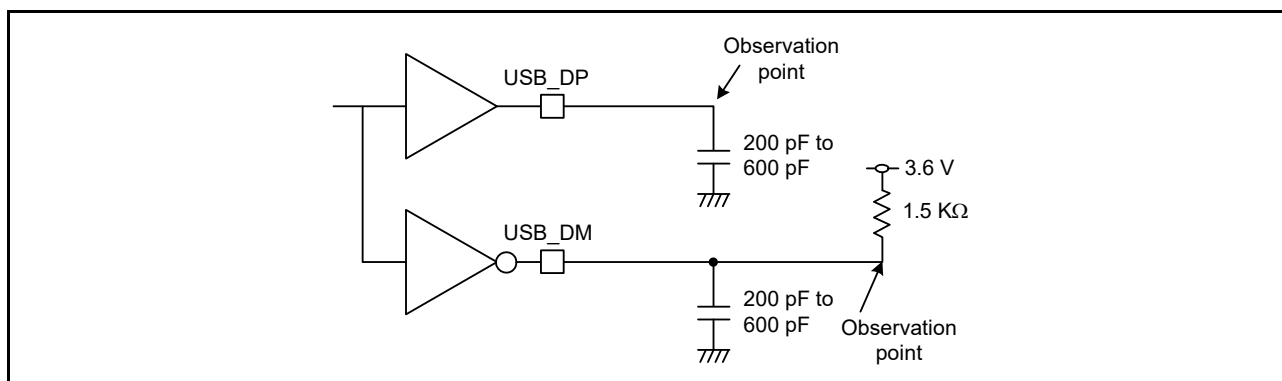 Observation
point
USB_DP
200 pF to
600 pF
3.6 V
1.5 KΩ
USB_DM
200 pF to
600 pF
Observation
point